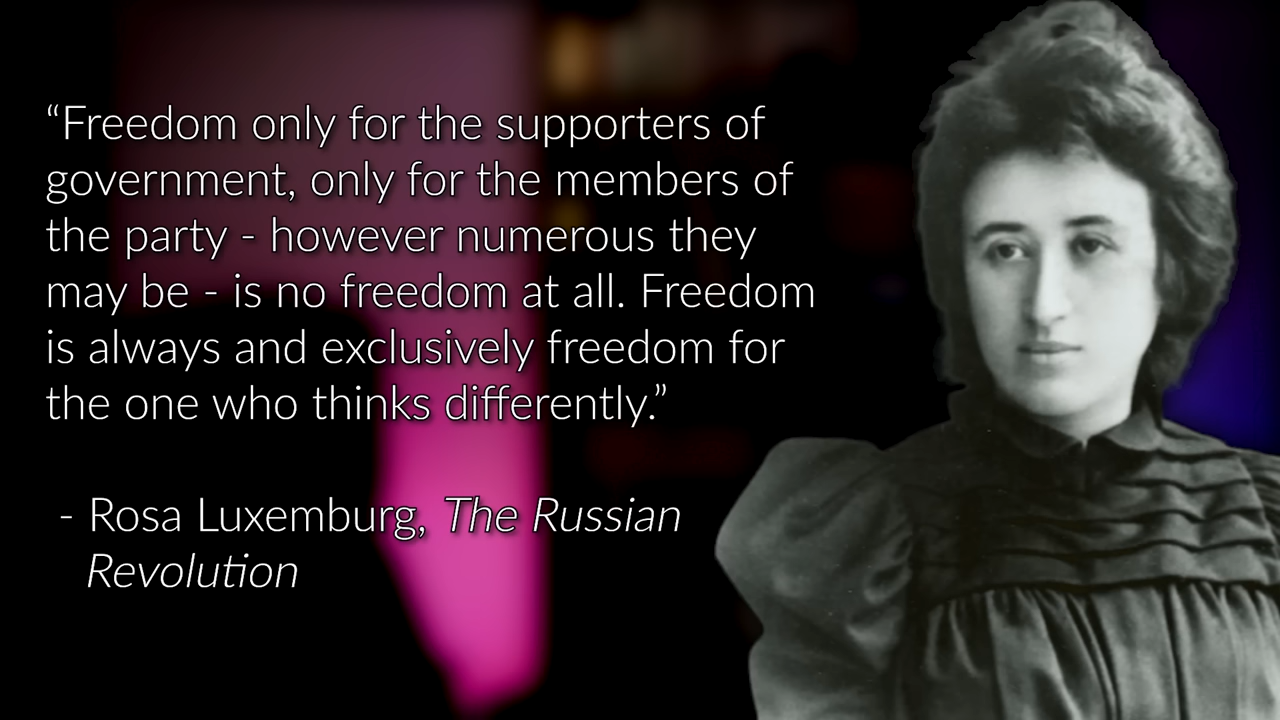 “Freedom only for the supporters of
government, only for the members of
the party - however numerous they
may be - is no freedom at all. Freedom
is always and exclusively freedom for
the one who thinks differently.”
- Rosa Luxemburg, The Russian
Revolution